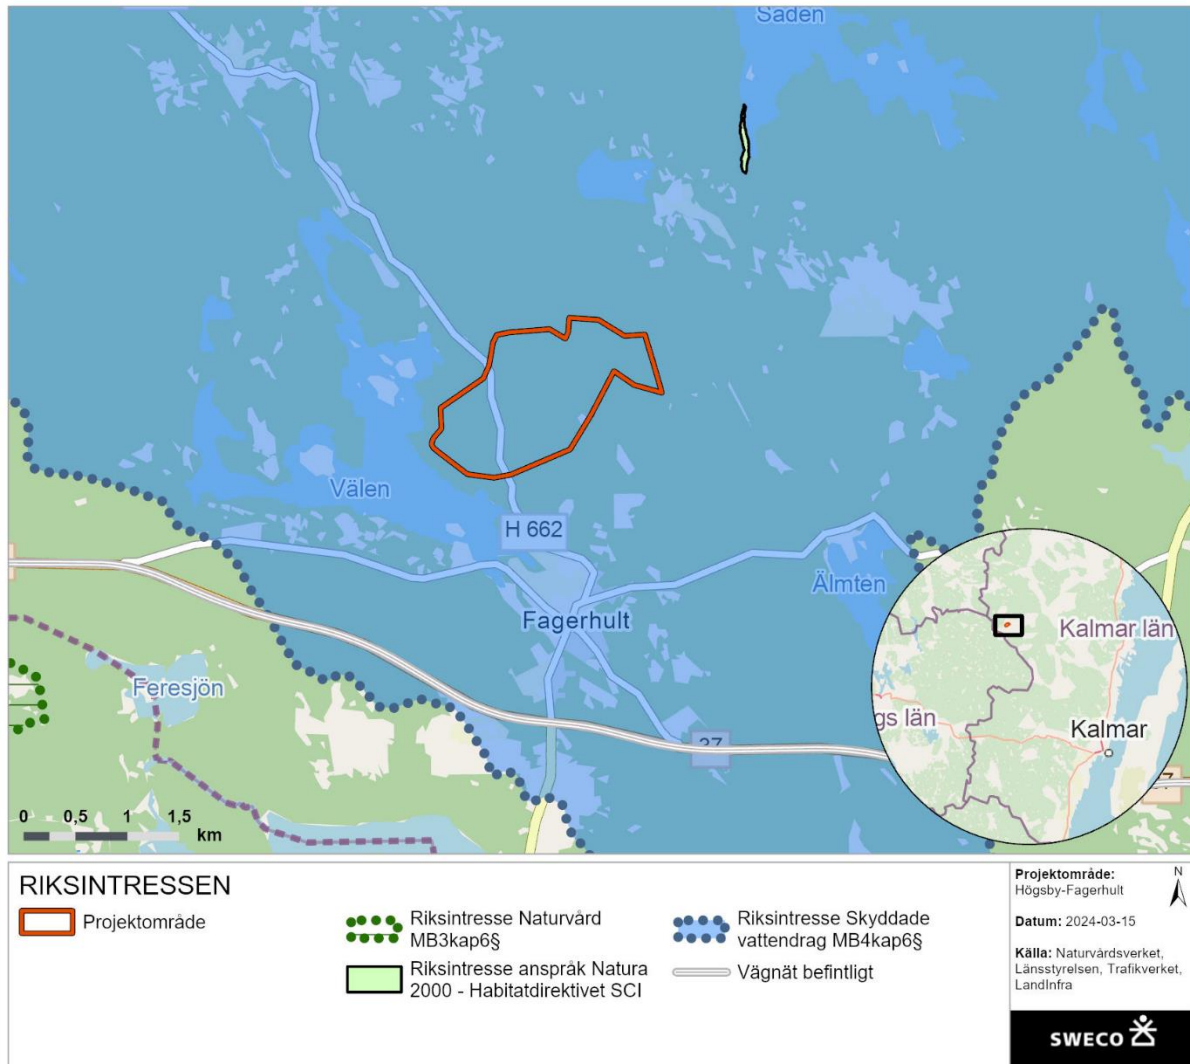 Saden
Välen
H 662
Älmten
Fagerhult
Feresjön
37
Kalmar län
gs län
Kalmar
7
0 0,5 1 1,5
km
RIKSINTRESSEN
Projektområde
Riksintresse Naturvård
MB3kap6§
Riksintresse anspråk Natura
2000 - Habitatdirektivet SCI
Riksintresse Skyddade
vattendrag MB4kap6§
Vägnät befintligt
Projektområde:
Högsby-Fagerhult
N
Datum: 2024-03-15
Källa: Naturvårdsverket,
Länsstyrelsen, Trafikverket,
LandInfra
SWECO